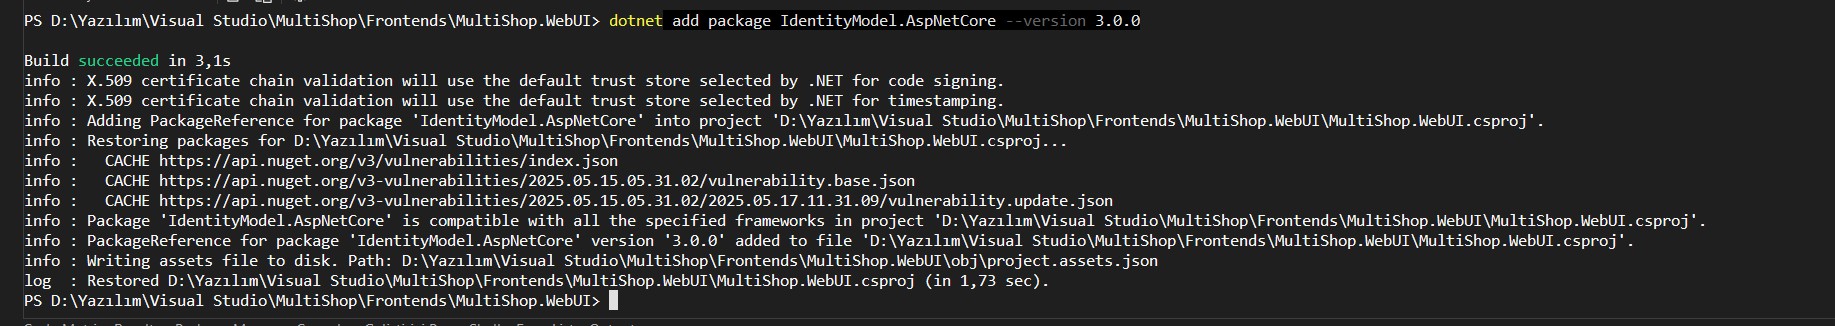 PS D:\Yazılım\Visual Studio\MultiShop\Frontends\MultiShop.WebUI> dotnet add package IdentityModel.AspNetCore --version 3.0.0
Build succeeded in 3,1s
info : X.509 certificate chain validation will use the default trust store selected by .NET for code signing.
info : X.509 certificate chain validation will use the default trust store selected by .NET for timestamping.
info : Adding PackageReference for package 'IdentityModel.AspNetCore' into project 'D:\Yazılım\Visual Studio\MultiShop\Frontends\MultiShop.WebUI\MultiShop.WebUI.csproj'.
info : Restoring packages for D:\Yazılım\Visual Studio\MultiShop\Frontends\MultiShop.WebUI\MultiShop.WebUI.csproj...
info :   CACHE https://api.nuget.org/v3/vulnerabilities/index.json
info :   CACHE https://api.nuget.org/v3-vulnerabilities/2025.05.15.05.31.02/vulnerability.base.json
info :   CACHE https://api.nuget.org/v3-vulnerabilities/2025.05.15.05.31.02/2025.05.17.11.31.09/vulnerability.update.json
info : Package 'IdentityModel.AspNetCore' is compatible with all the specified frameworks in project 'D:\Yazılım\Visual Studio\MultiShop\Frontends\MultiShop.WebUI\MultiShop.WebUI.csproj'.
info : PackageReference for package 'IdentityModel.AspNetCore' version '3.0.0' added to file 'D:\Yazılım\Visual Studio\MultiShop\Frontends\MultiShop.WebUI\MultiShop.WebUI.csproj'.
info : Writing assets file to disk. Path: D:\Yazılım\Visual Studio\MultiShop\Frontends\MultiShop.WebUI\obj\project.assets.json
log  : Restored D:\Yazılım\Visual Studio\MultiShop\Frontends\MultiShop.WebUI\MultiShop.WebUI.csproj (in 1,73 sec).
PS D:\Yazılım\Visual Studio\MultiShop\Frontends\MultiShop.WebUI>